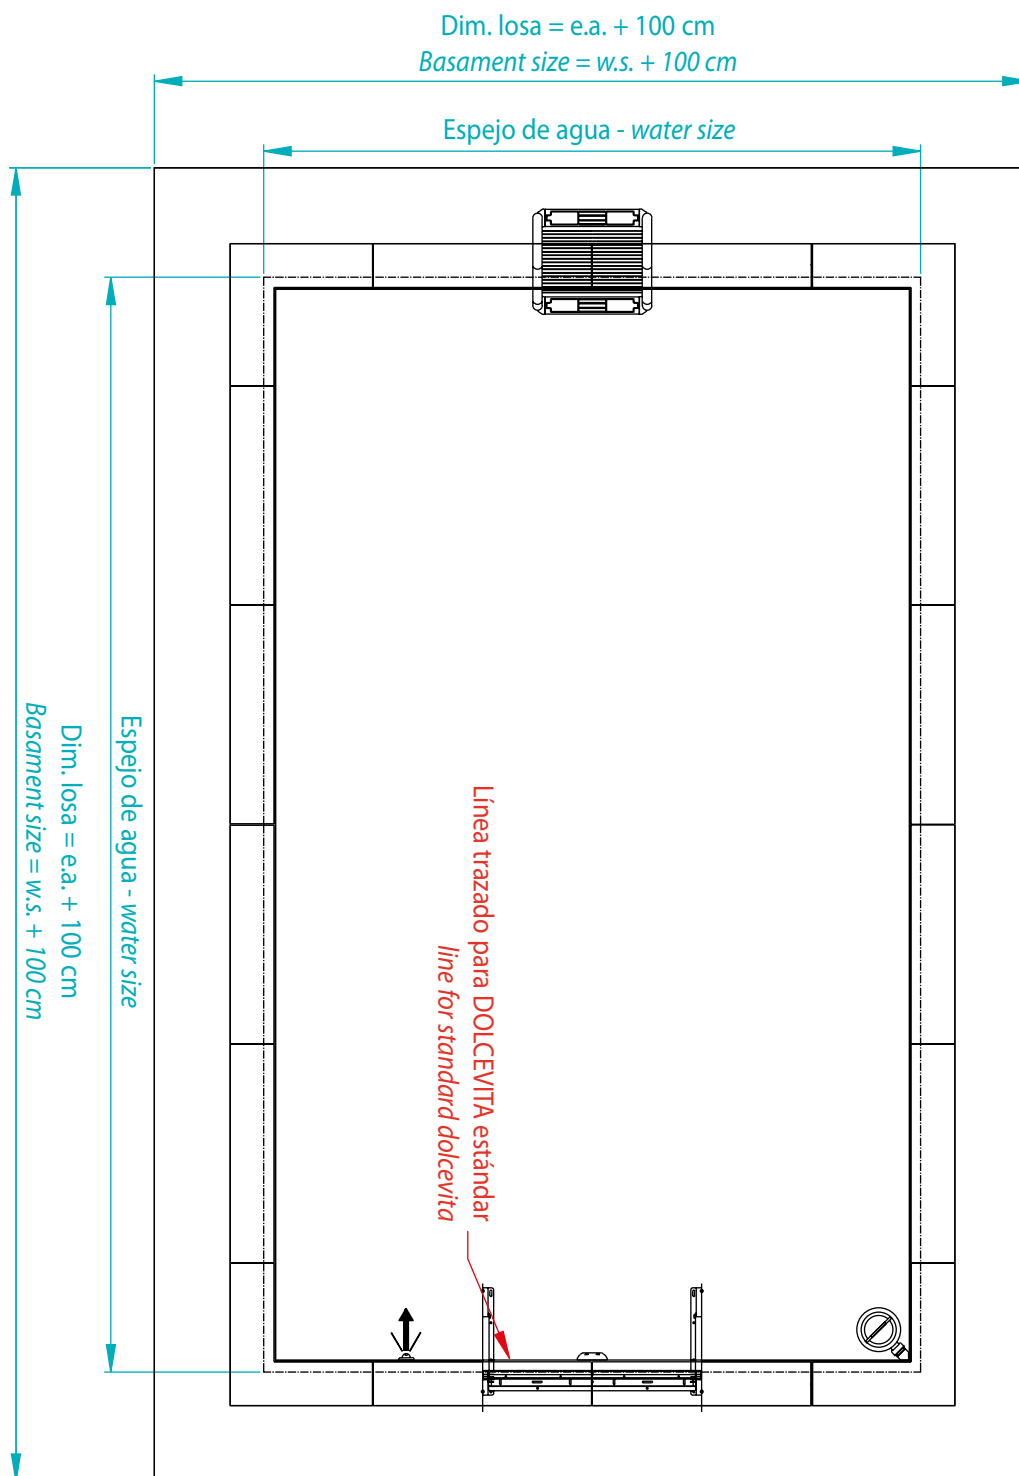 Dim. losa = e.a. + 100 cm
Basament size = w.s. + 100 cm
Espejo de agua - water size
Espejo de agua - water size
Dim. losa = e.a. + 100 cm
Basament size = w.s. + 100 cm
Línea trazado para DOLCEVITA estándar
line for standard dolcevita